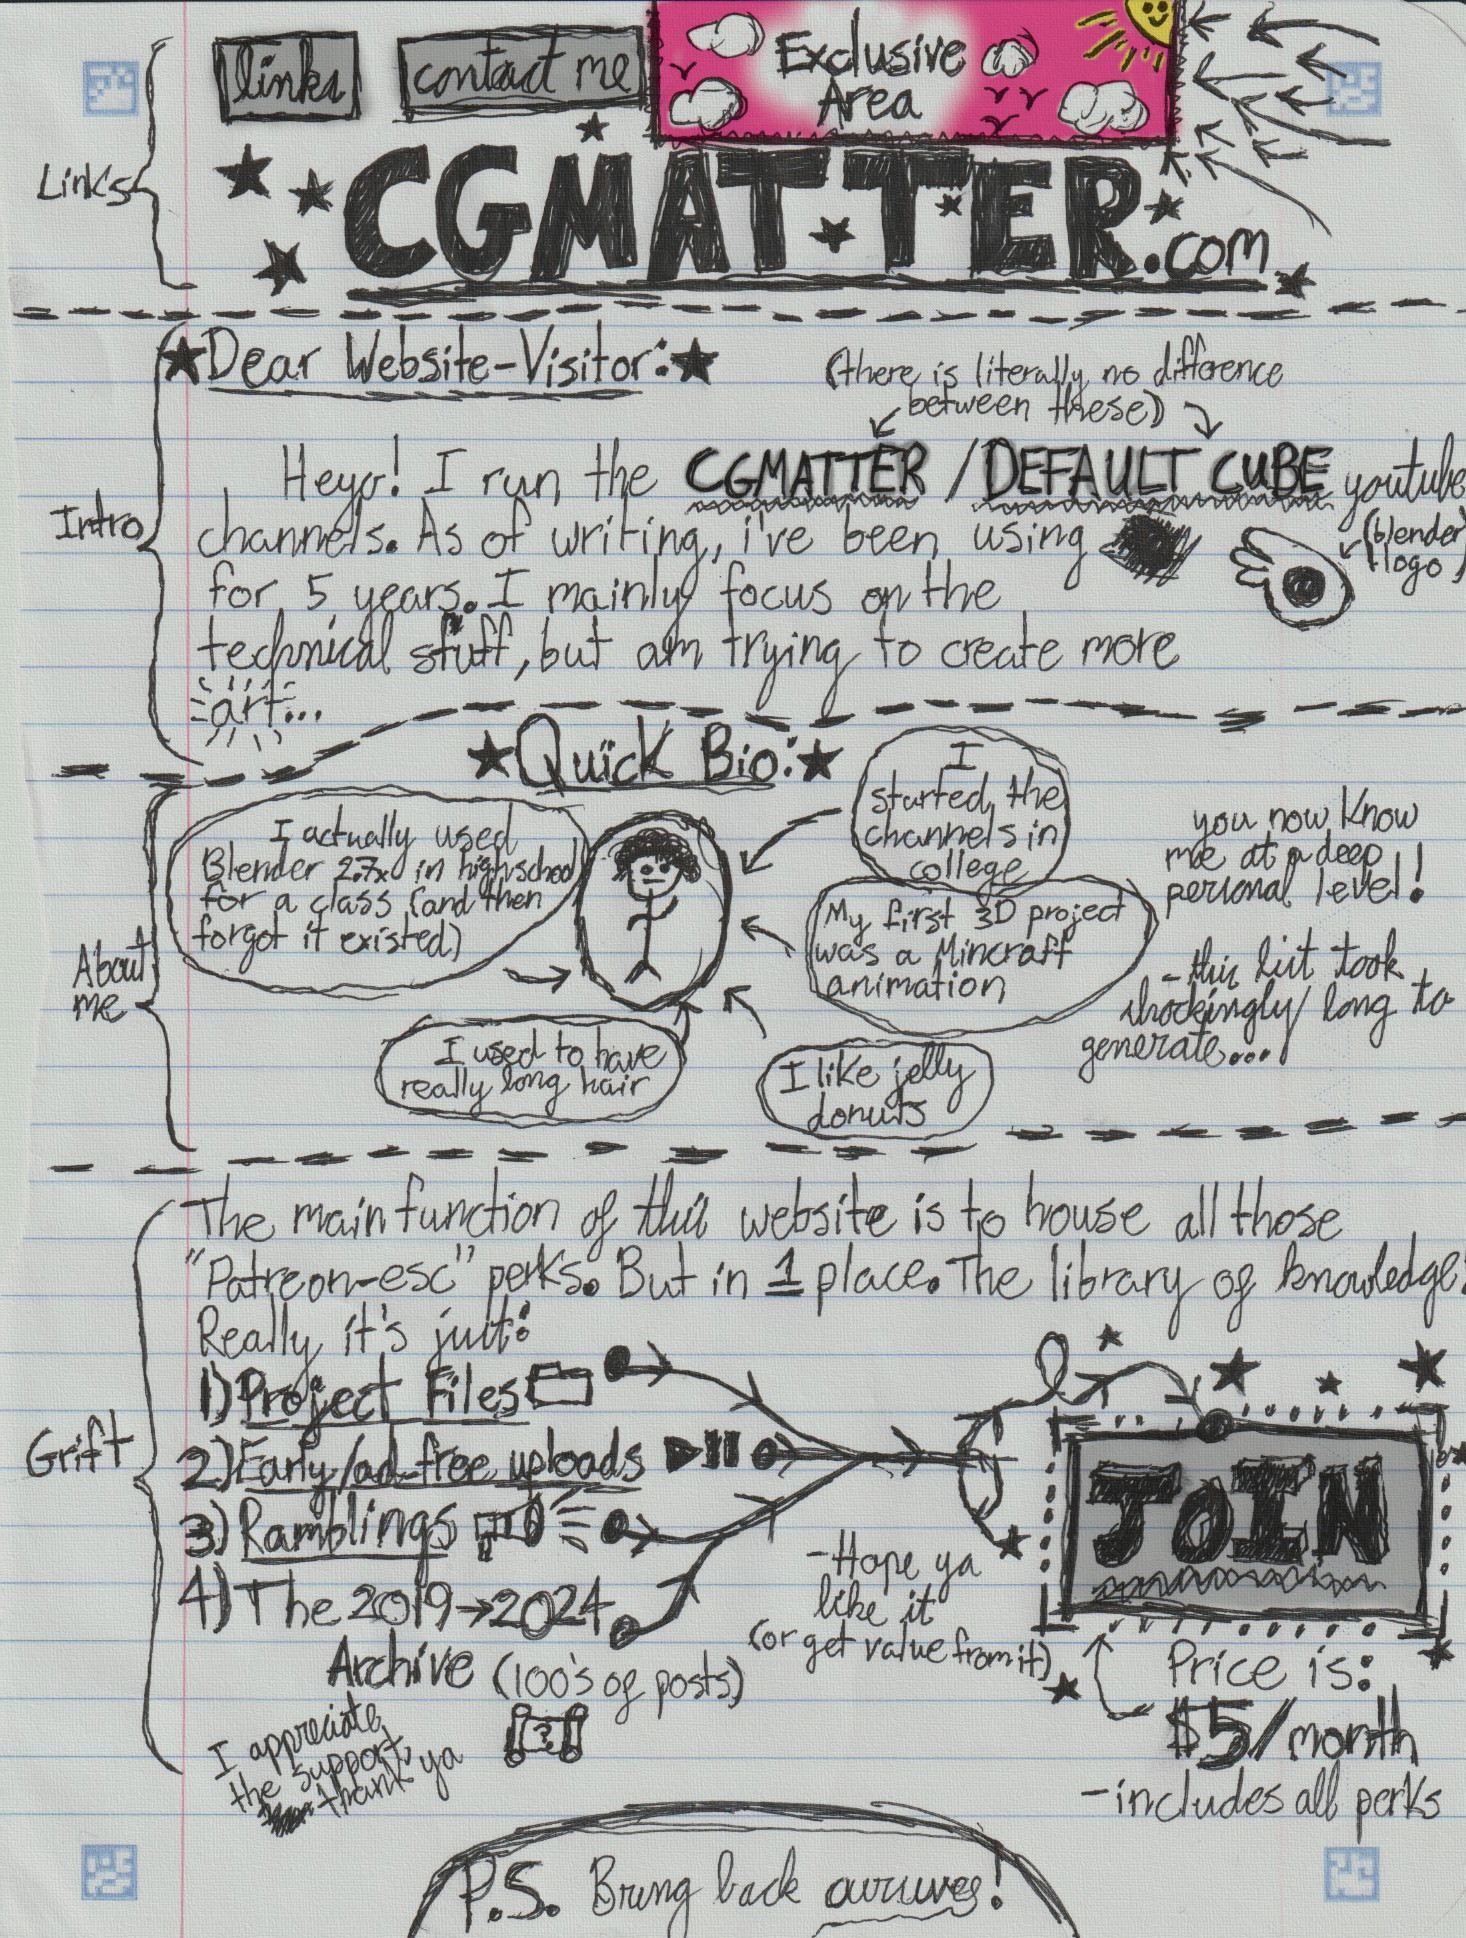 links
contact me
Exclusive
Area
Links
CGMATTER.com
Dear Website-Visitor:
(there is literally no difference
between these)
Intro
Heyo! I run the CGMATTER / DEFAULT CUBE youtube
channels. As of writing, i've been using
(blender
logo)
for 5 years. I mainly focus on the
technical stuff, but am trying to create more
art...
Quick Bio:
About
me
I actually used
Blender 2.7x in highschool
for a class (and then
forgot it existed)
I
started the
channels in
college
My first 3D project
was a Mincraft
animation
I used to have
really long hair
I like jelly
donuts
you now know
me at a deep
personal level!
-this list took
shockingly long to
generate...
Grift
The main function of this website is to house all those
"Patreon-esc" perks. But in 1 place. The library of knowledge.
Really it's just:
1) Project Files
2) Early/ad-free uploads
3) Ramblings
4) The 2019→2024
Archive (100's of posts)
I appreciate
the support,
thank ya
-Hope ya
like it
(or get value from it)
JOIN
Price is:
$5/month
-includes all perks
P.S. Bring back!